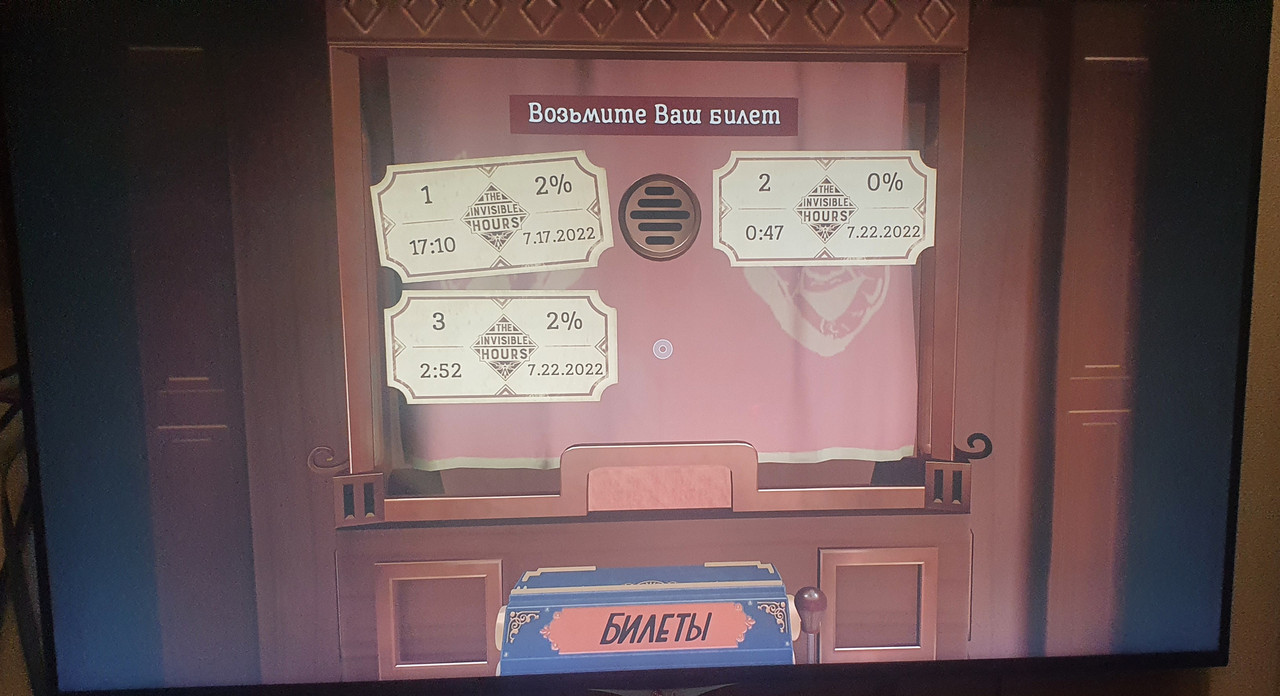 Возьмите Ваш билет
1 2%
THE
INVISIBLE
HOURS
17:10 7.17.2022
2 0%
THE
INVISIBLE
HOURS
0:47 7.22.2022
3 2%
THE
INVISIBLE
HOURS
2:52 7.22.2022
БИЛЕТЫ